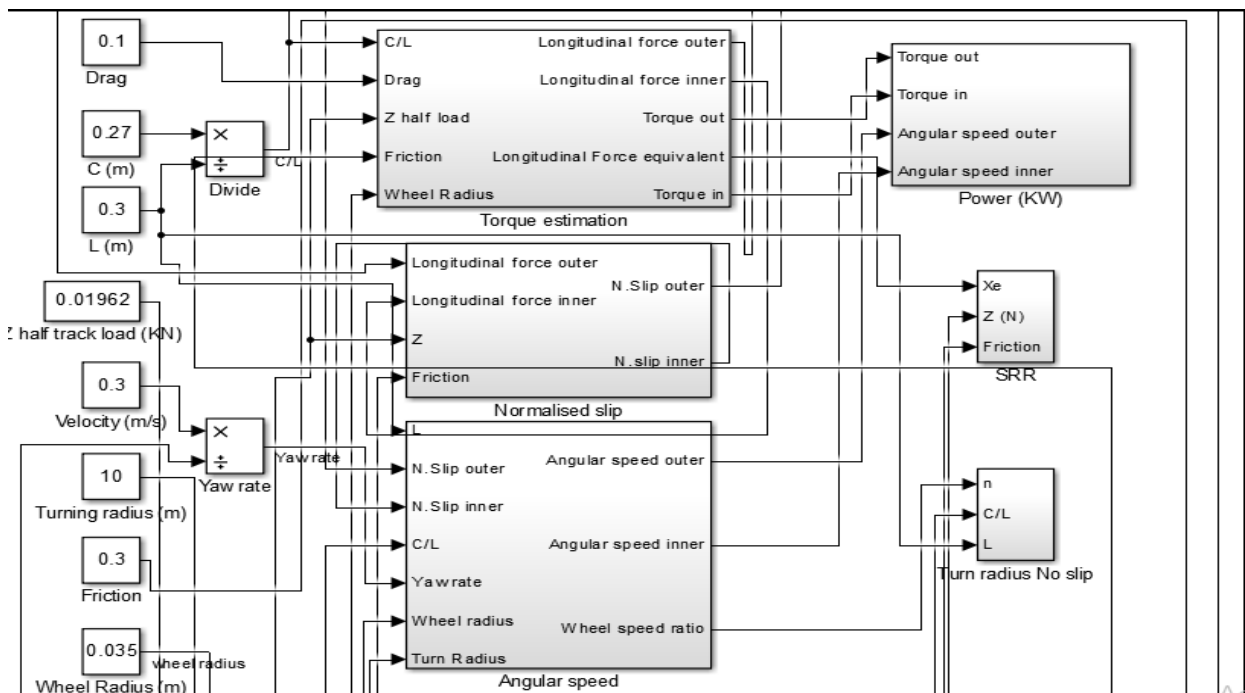 0.1
Drag
0.27
C (m)
0.3
L (m)
0.01962
Z half track load (KN)
0.3
Velocity (m/s)
10
Turning radius (m)
0.3
Friction
0.035
wheel radius
Wheel Radius (m)
×
÷
C/L
Divide
×
÷
Yaw rate
Yaw rate
C/L
Drag
Z half load
Friction
Wheel Radius
Longitudinal force outer
Longitudinal force inner
Torque out
Longitudinal Force equivalent
Torque in
Torque estimation
Longitudinal force outer
Longitudinal force inner
Z
Friction
N.Slip outer
N.slip inner
Normalised slip
L
N.Slip outer
N.Slip inner
C/L
Yaw rate
Wheel radius
Turn Radius
Angular speed outer
Angular speed inner
Wheel speed ratio
Angular speed
Torque out
Torque in
Angular speed outer
Angular speed inner
Power (KW)
Xe
Z (N)
Friction
SRR
n
C/L
L
Turn radius No slip